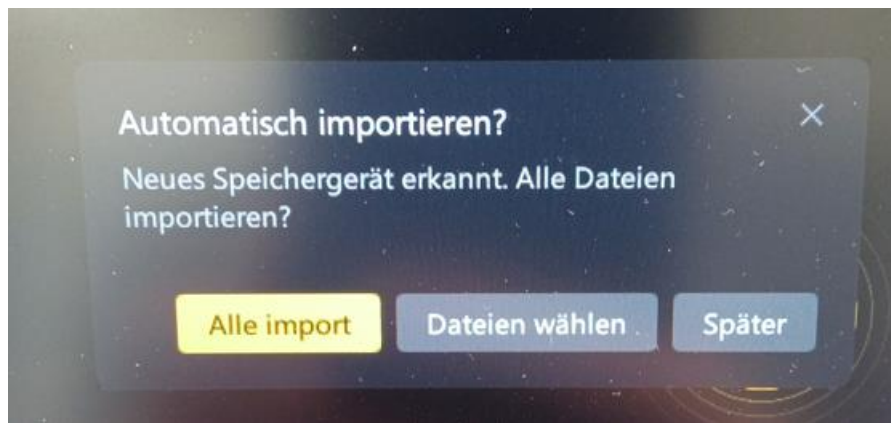 Automatisch importieren?
Neues Speichergerät erkannt. Alle Dateien
importieren?
Alle import
Dateien wählen
Später